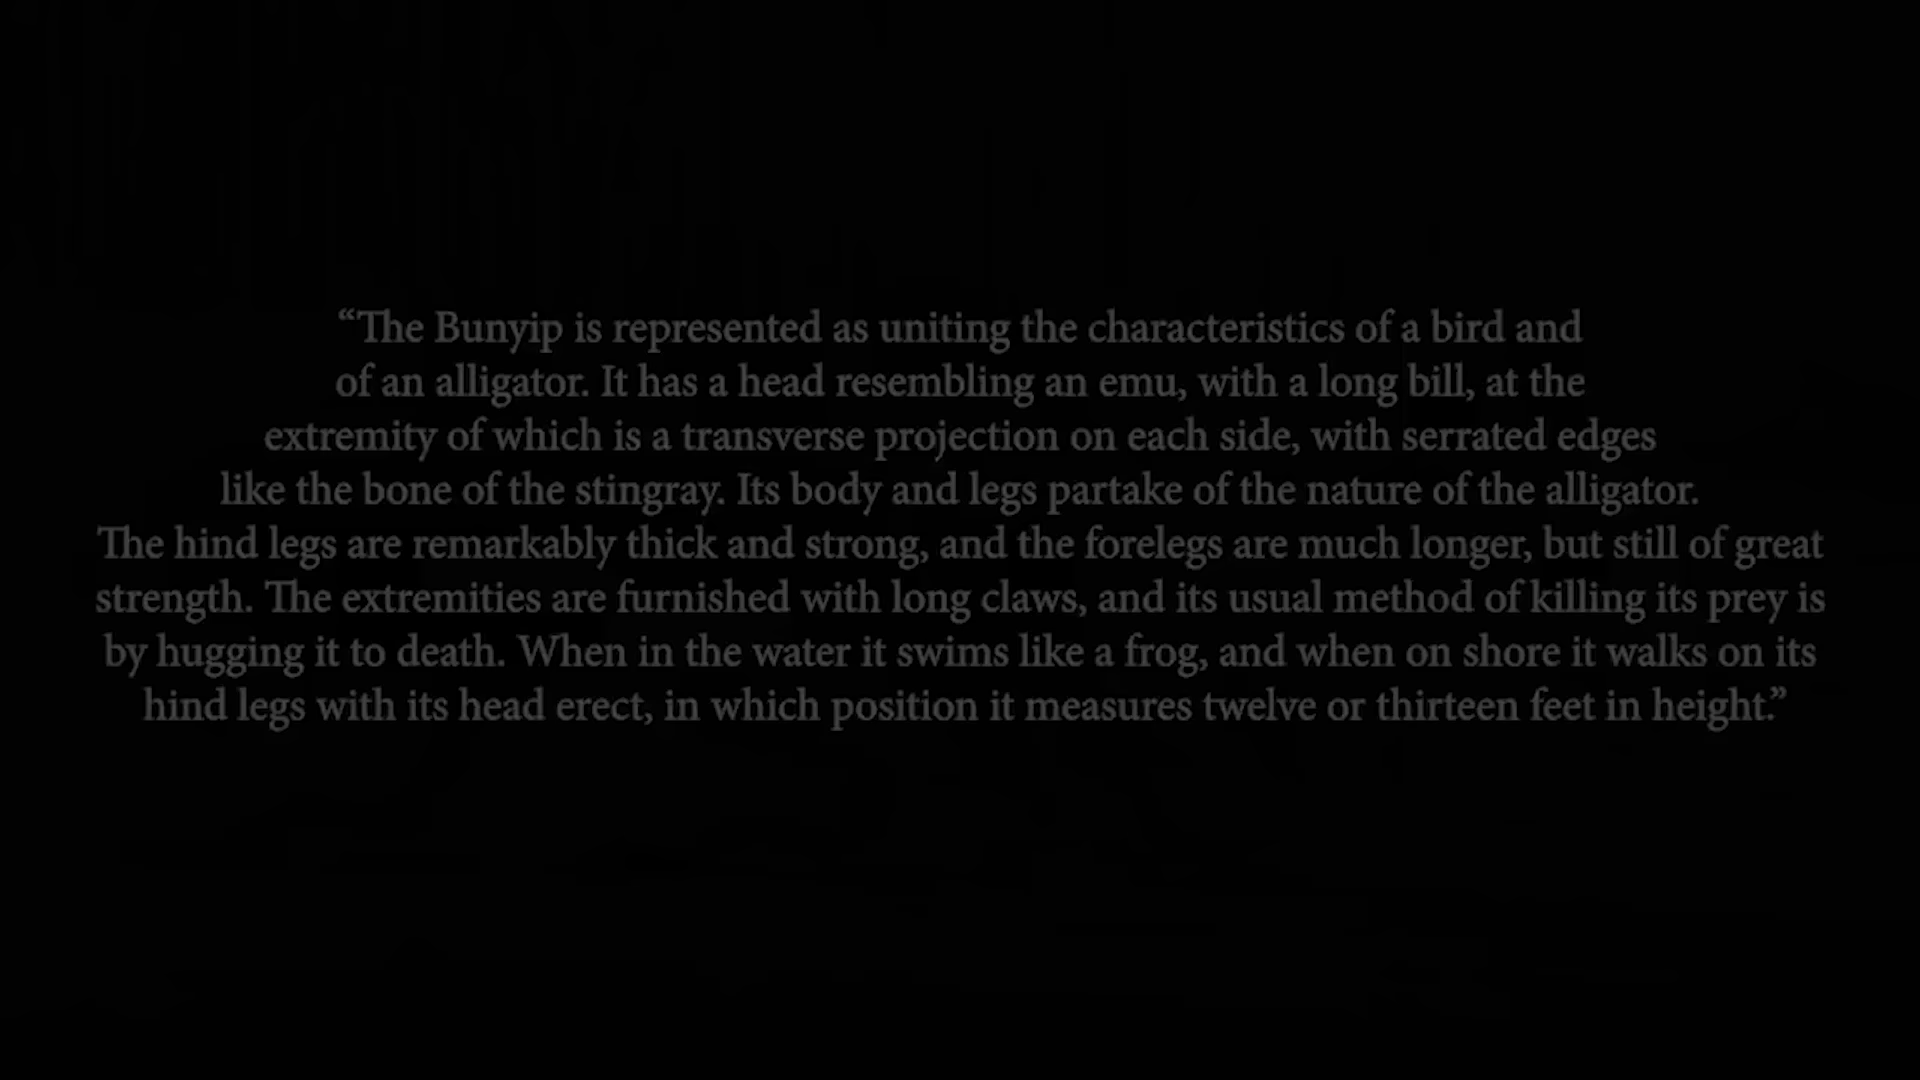 “The Bunyip is represented as uniting the characteristics of a bird and
of an alligator. It has a head resembling an emu, with a long bill, at the
extremity of which is a transverse projection on each side, with serrated edges
like the bone of the stingray. Its body and legs partake of the nature of the alligator.
The hind legs are remarkably thick and strong, and the forelegs are much longer, but still of great
strength. The extremities are furnished with long claws, and its usual method of killing its prey is
by hugging it to death. When in the water it swims like a frog, and when on shore it walks on its
hind legs with its head erect, in which position it measures twelve or thirteen feet in height.”